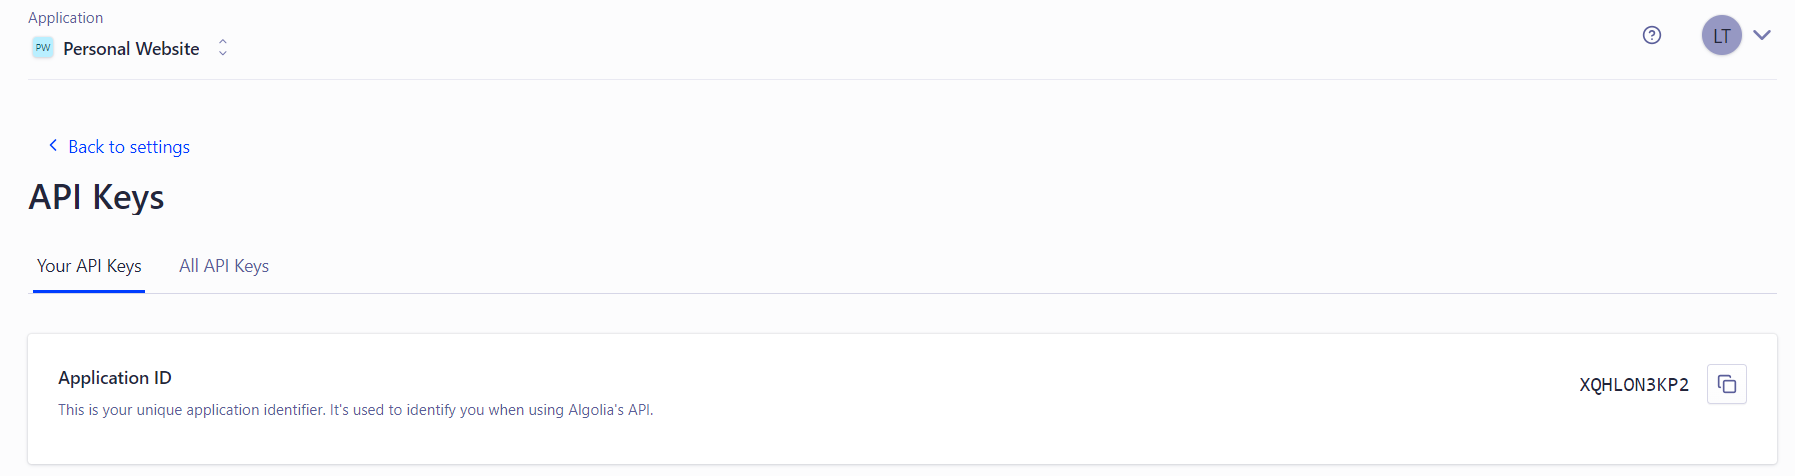 Application
PW Personal Website
LT
Back to settings
API Keys
Your API Keys All API Keys
Application ID
XQHLON3KP2
This is your unique application identifier. It's used to identify you when using Algolia's API.